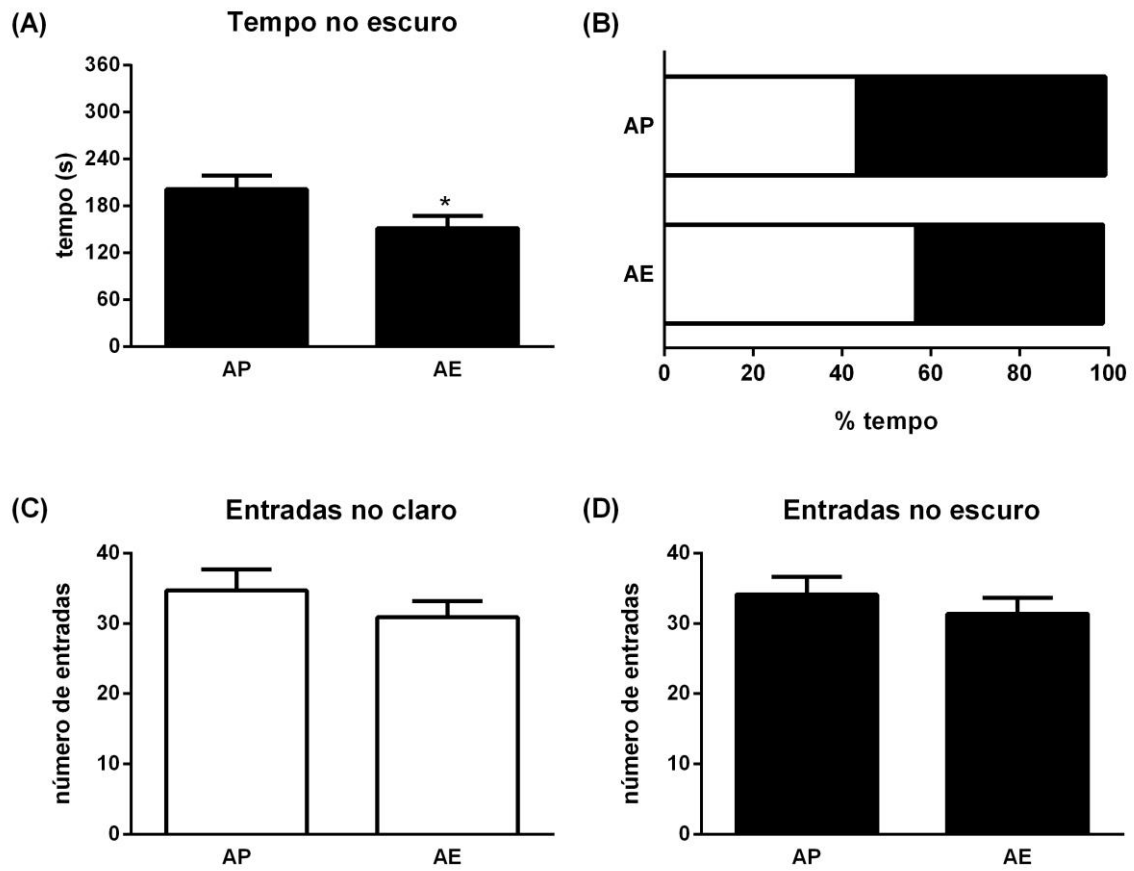 (A)
Tempo no escuro
tempo (s)
360
300
240
180
120
60
0
*
AP
AE
(B)
AP
AE
0 20 40 60 80 100
% tempo
(C)
Entradas no claro
número de entradas
40
30
20
10
0
AP
AE
(D)
Entradas no escuro
número de entradas
40
30
20
10
0
AP
AE